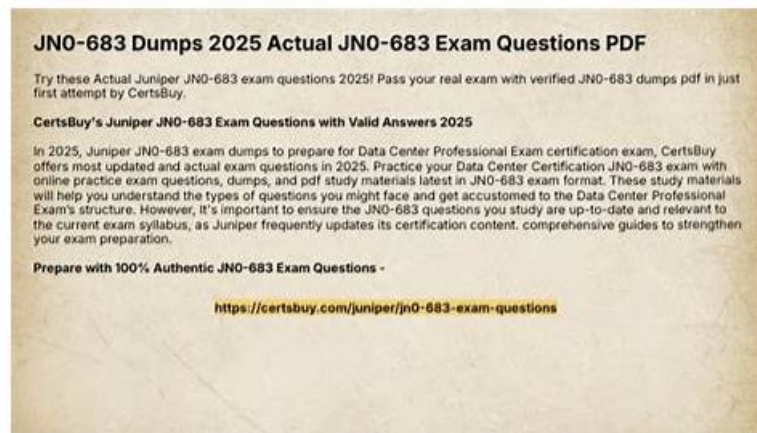 JN0-683 Dumps 2025 Actual JN0-683 Exam Questions PDF
Try these Actual Juniper JN0-683 exam questions 2025! Pass your real exam with verified JN0-683 dumps pdf in just
first attempt by CertsBuy.
CertsBuy's Juniper JN0-683 Exam Questions with Valid Answers 2025
In 2025, Juniper JN0-683 exam dumps to prepare for Data Center Professional Exam certification exam, CertsBuy
offers most updated and actual exam questions in 2025. Practice your Data Center Certification JN0-683 exam with
online practice exam questions, dumps, and pdf study materials latest in JN0-683 exam format. These study materials
will help you understand the types of questions you might face and get accustomed to the Data Center Professional
Exam's structure. However, it's important to ensure the JN0-683 questions you study are up-to-date and relevant to
the current exam syllabus, as Juniper frequently updates its certification content. comprehensive guides to strengthen
your exam preparation.
Prepare with 100% Authentic JN0-683 Exam Questions -
https://certsbuy.com/juniper/jn0-683-exam-questions